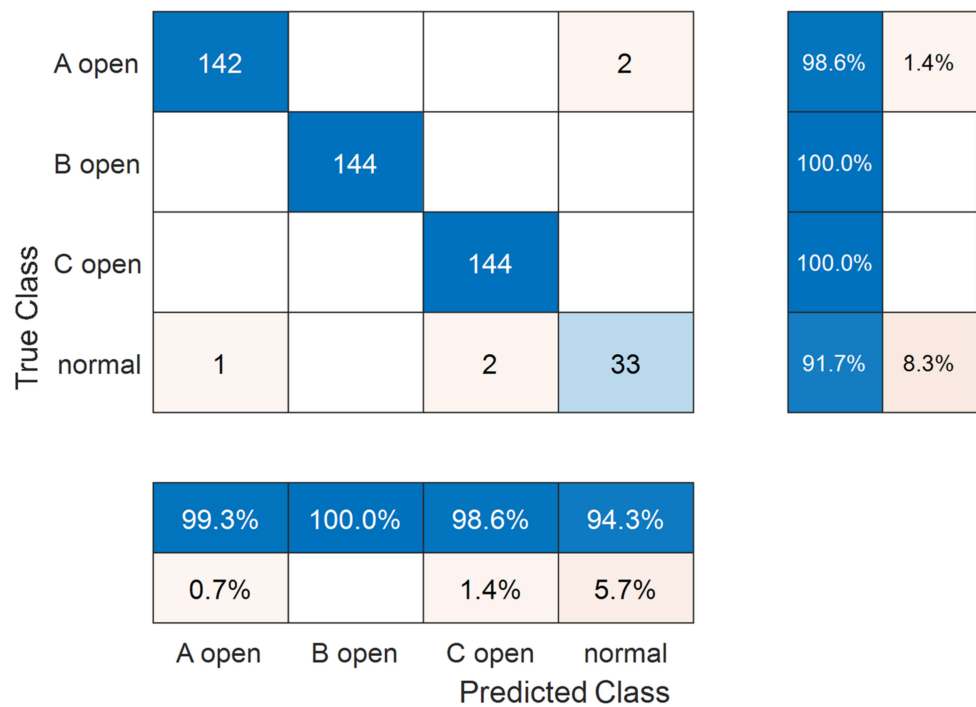 A open 142 2 98.6% 1.4%
B open 144 100.0%
C open 144 100.0%
normal 1 2 33 91.7% 8.3%
True Class
99.3% 100.0% 98.6% 94.3%
0.7% 1.4% 5.7%
A open B open C open normal
Predicted Class